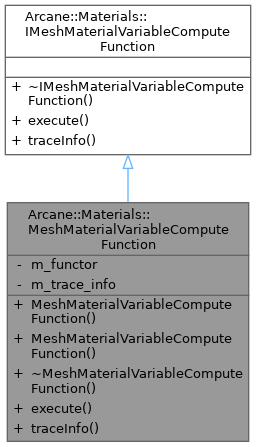 Arcane::Materials::
IMeshMaterialVariableCompute
Function
+ ~IMeshMaterialVariableCompute
Function()
+ execute()
+ traceInfo()
Arcane::Materials::
MeshMaterialVariableCompute
Function
- m_functor
- m_trace_info
+ MeshMaterialVariableCompute
Function()
+ MeshMaterialVariableCompute
Function()
+ ~MeshMaterialVariableCompute
Function()
+ execute()
+ traceInfo()